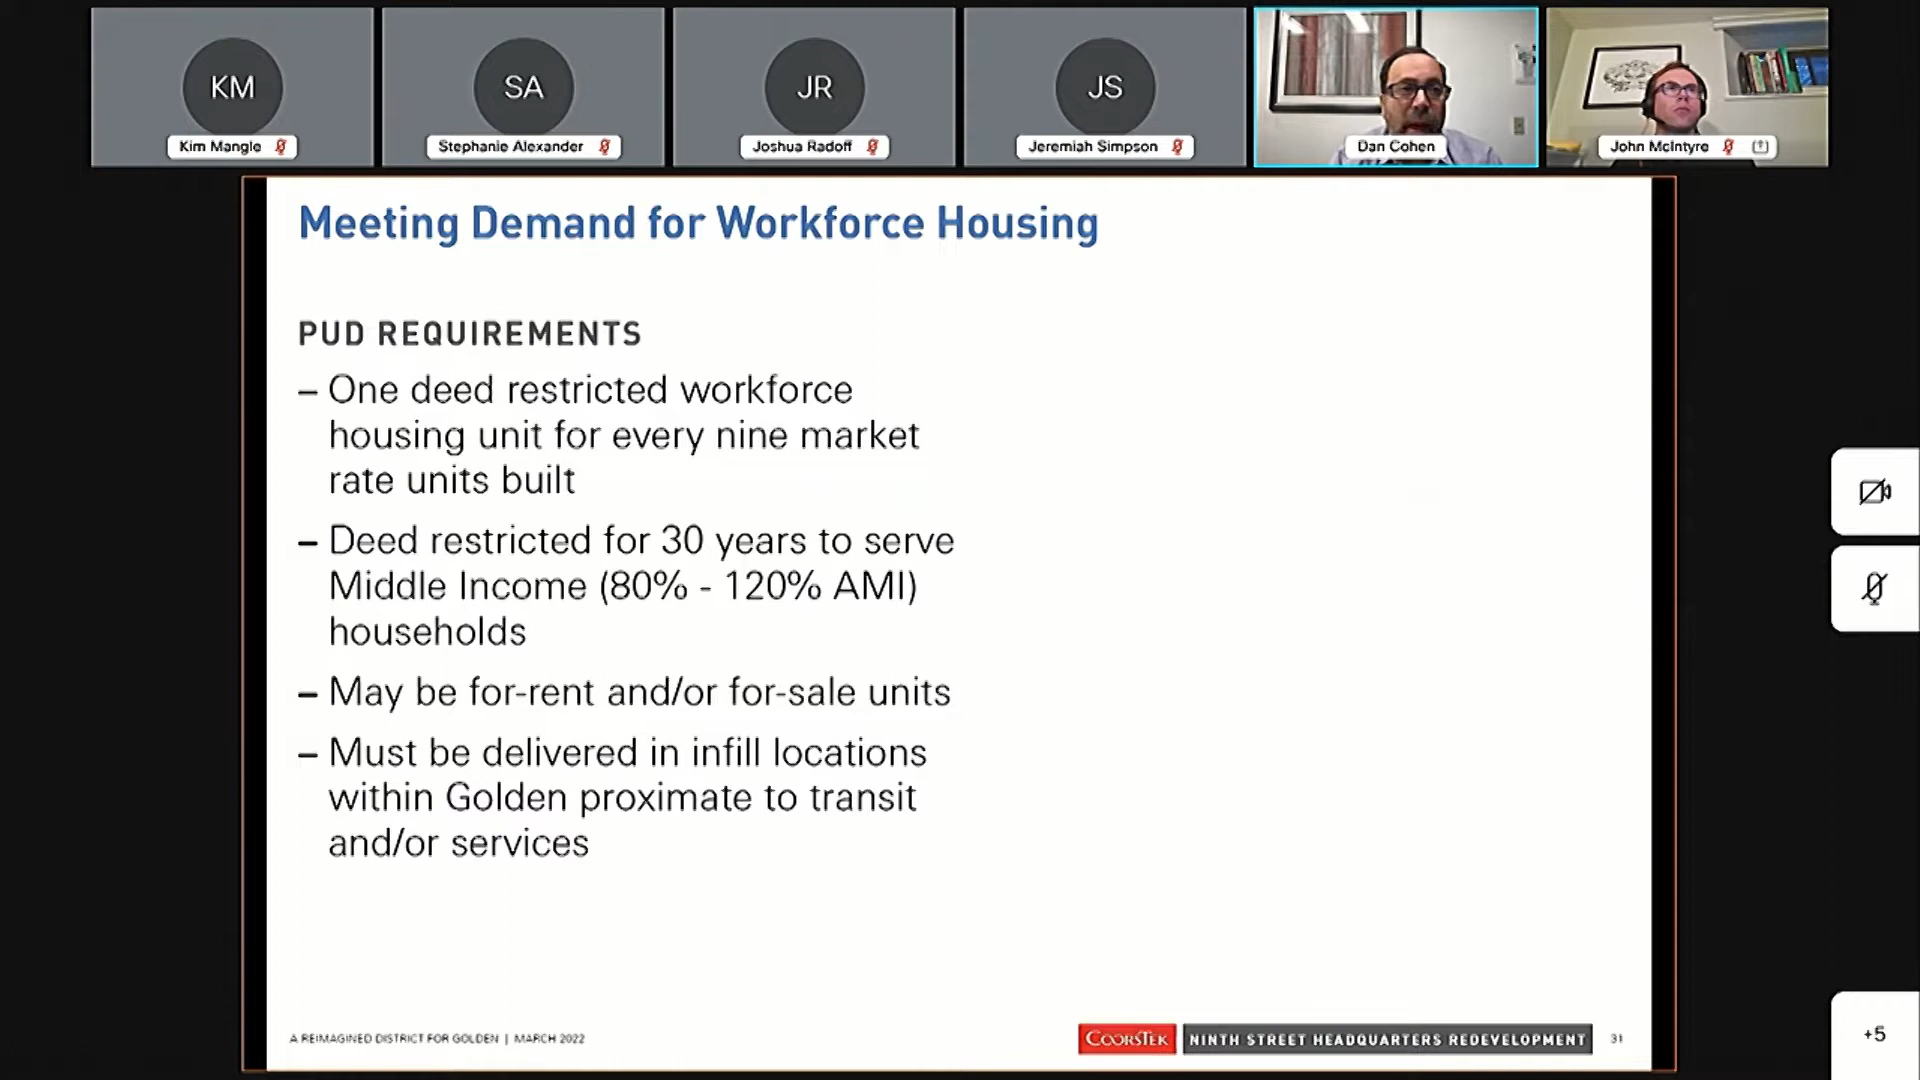 KM
SA
JR
JS
Kim Mangle
Stephanie Alexander
Joshua Radoff
Jeremiah Simpson
Dan Cohen
John McIntyre
Meeting Demand for Workforce Housing
PUD REQUIREMENTS
– One deed restricted workforce
housing unit for every nine market
rate units built
– Deed restricted for 30 years to serve
Middle Income (80% - 120% AMI)
households
– May be for-rent and/or for-sale units
– Must be delivered in infill locations
within Golden proximate to transit
and/or services
A REIMAGINED DISTRICT FOR GOLDEN | MARCH 2022
COORSTEK
NINTH STREET HEADQUARTERS REDEVELOPMENT
31
+5